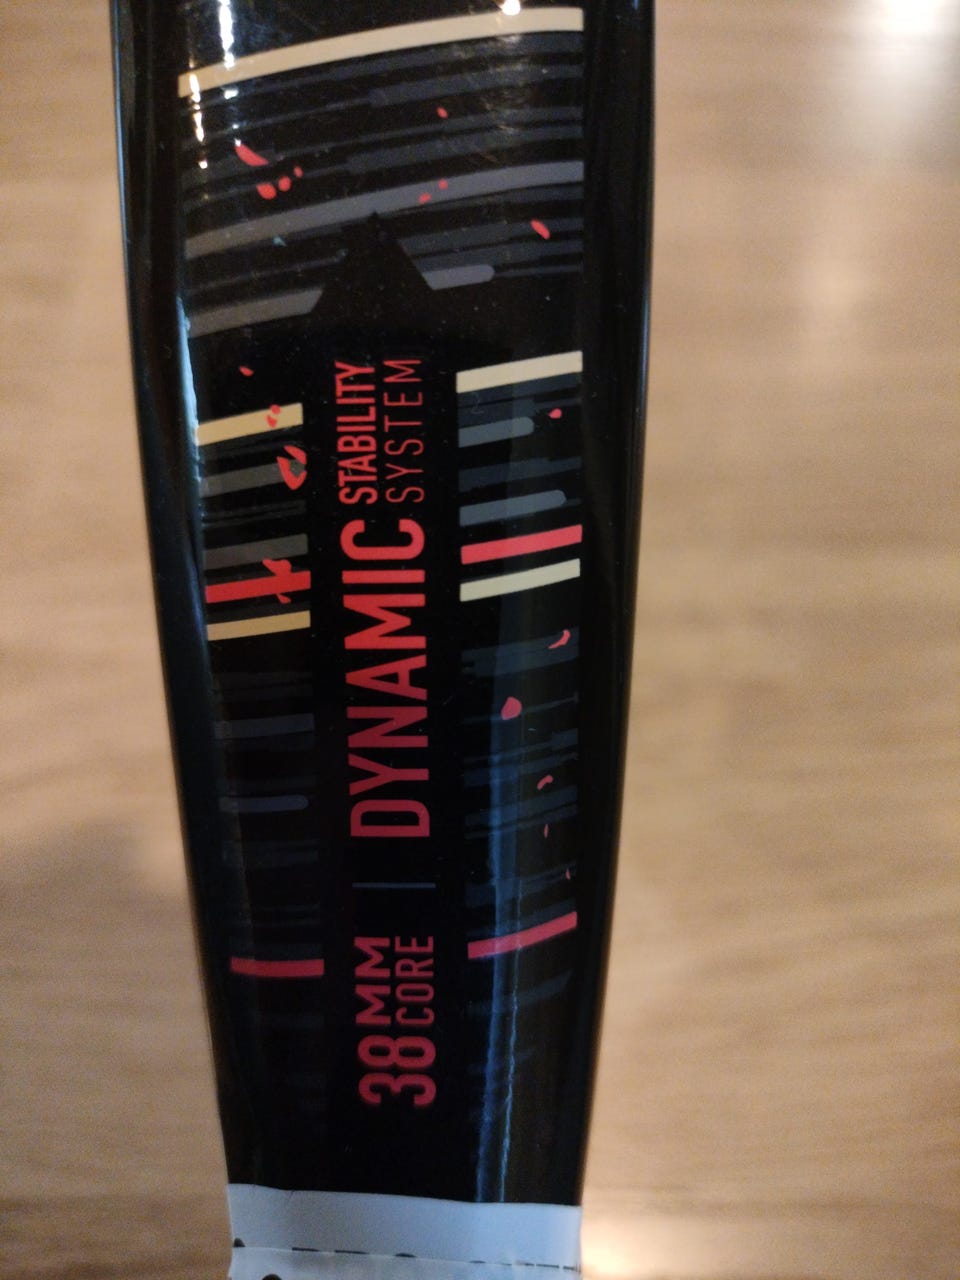 38MM
CORE
DYNAMIC
STABILITY
SYSTEM